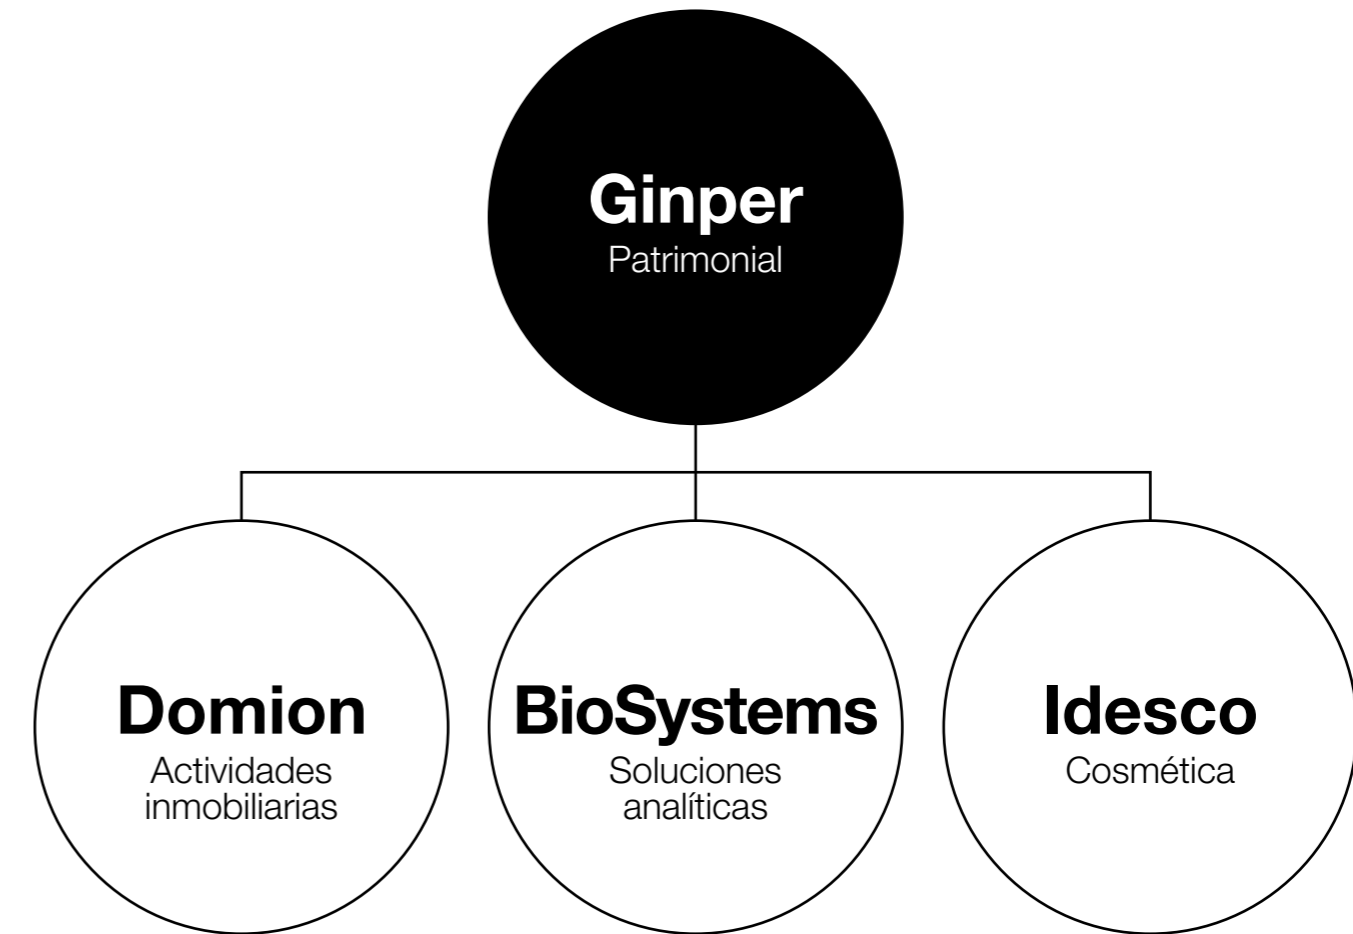 Ginper
Patrimonial
Domion
Actividades
inmobiliarias
BioSystems
Soluciones
analíticas
Idesco
Cosmética